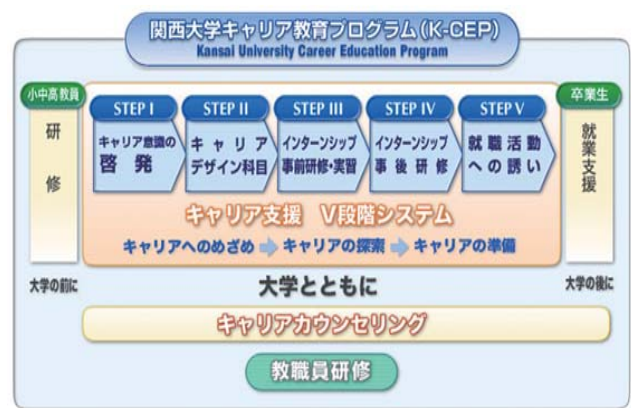 関西大学キャリア教育プログラム(K-CEP)
Kansai University Career Education Program
小中高教員
研修
大学の前に
STEP I
キャリア意識の
啓発
STEP II
キャリア
デザイン科目
STEP III
インターンシップ
事前研修・実習
STEP IV
インターンシップ
事後研修
STEP V
就職活動
への誘い
キャリア支援 V段階システム
キャリアへのめざめ ➡ キャリアの探索 ➡ キャリアの準備
卒業生
就業支援
大学の後に
大学とともに
キャリアカウンセリング
教職員研修